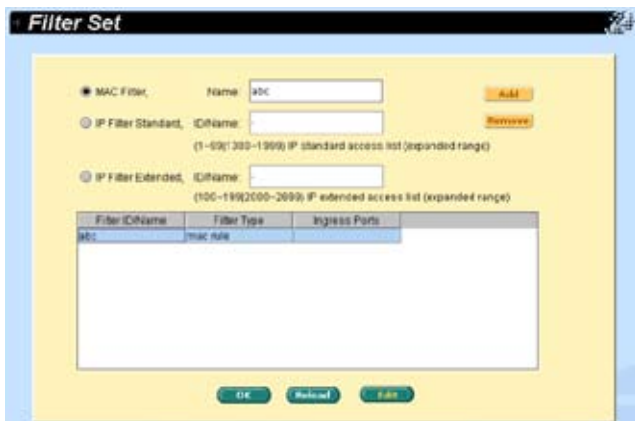 Filter Set
MAC Filter, Name: abc Add
IP Filter Standard, ID/Name: - Remove
(1~99|1300~1999) IP standard access list (expanded range)
IP Filter Extended, ID/Name: -
(100~199|2000~2699) IP extended access list (expanded range)
Filter ID/Name Filter Type Ingress Ports
abc mac rule
OK Reload Edit